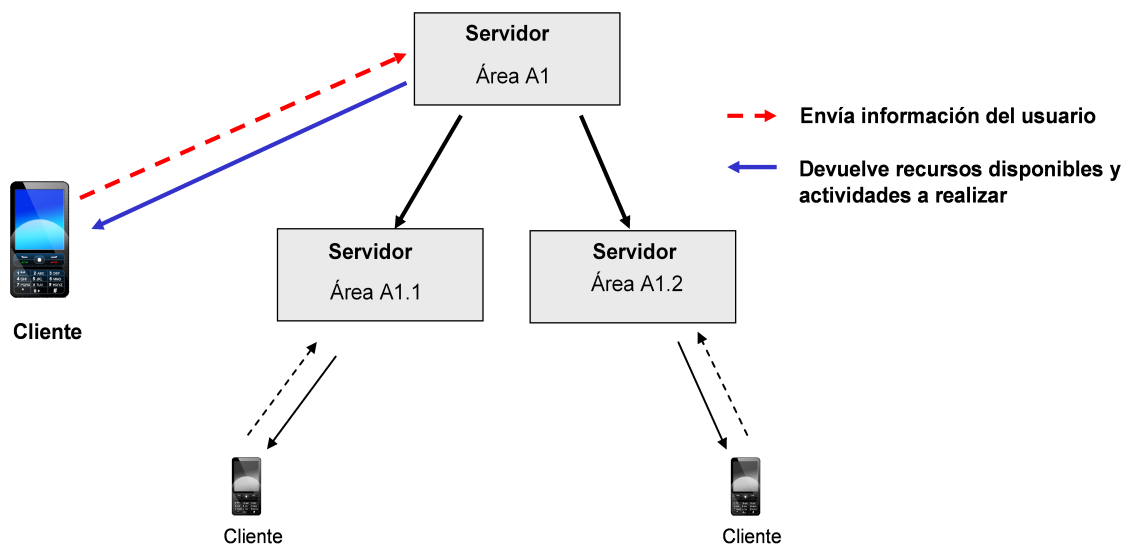 Servidor
Área A1
Envía información del usuario
Devuelve recursos disponibles y
actividades a realizar
Servidor
Área A1.1
Servidor
Área A1.2
Cliente
Cliente
Cliente